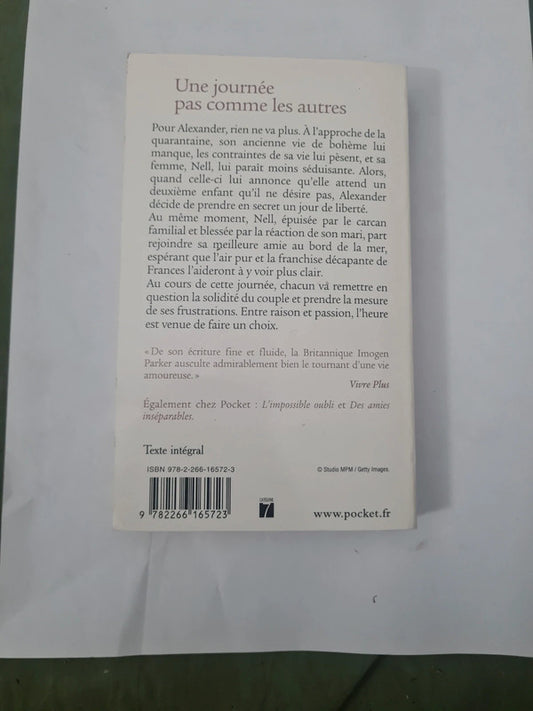 Une journée
pas comme les autres
Pour Alexander, rien ne va plus. À l'approche de la
quarantaine, son ancienne vie de bohème lui
manque, les contraintes de sa vie lui pèsent, et sa
femme, Nell, lui paraît moins séduisante. Alors,
quand celle-ci lui annonce qu'elle attend un
deuxième enfant qu'il ne désire pas, Alexander
décide de prendre en secret un jour de liberté.
Au même moment, Nell, épuisée par le carcan
familial et blessée par la réaction de son mari, part
rejoindre sa meilleure amie au bord de la mer,
espérant que l'air pur et la franchise décapante de
Frances l'aideront à y voir plus clair.
Au cours de cette journée, chacun va remettre en
question la solidité du couple et prendre la mesure
de ses frustrations. Entre raison et passion, l'heure
est venue de faire un choix.
« De son écriture fine et fluide, la Britannique Imogen
Parker ausculte admirablement bien le tournant d'une vie
amoureuse. »
Vivre Plus
Également chez Pocket : L'impossible oubli et Des amies
inséparables.
Texte intégral
ISBN 978-2-266-16572-3
© Studio MPM / Getty Images.
9 782266 165723
CATÉGORIE
7
www.pocket.fr